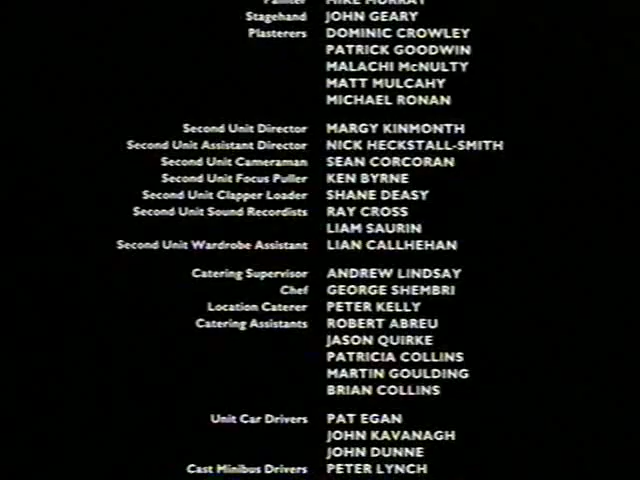 Painter MIKE MURRAY
Stagehand JOHN GEARY
Plasterers DOMINIC CROWLEY
PATRICK GOODWIN
MALACHI McNULTY
MATT MULCAHY
MICHAEL RONAN
Second Unit Director MARGY KINMONTH
Second Unit Assistant Director NICK HECKSTALL-SMITH
Second Unit Cameraman SEAN CORCORAN
Second Unit Focus Puller KEN BYRNE
Second Unit Clapper Loader SHANE DEASY
Second Unit Sound Recordists RAY CROSS
LIAM SAURIN
Second Unit Wardrobe Assistant LIAN CALLHEHAN
Catering Supervisor ANDREW LINDSAY
Chef GEORGE SHEMBRI
Location Caterer PETER KELLY
Catering Assistants ROBERT ABREU
JASON QUIRKE
PATRICIA COLLINS
MARTIN GOULDING
BRIAN COLLINS
Unit Car Drivers PAT EGAN
JOHN KAVANAGH
JOHN DUNNE
Cast Minibus Drivers PETER LYNCH